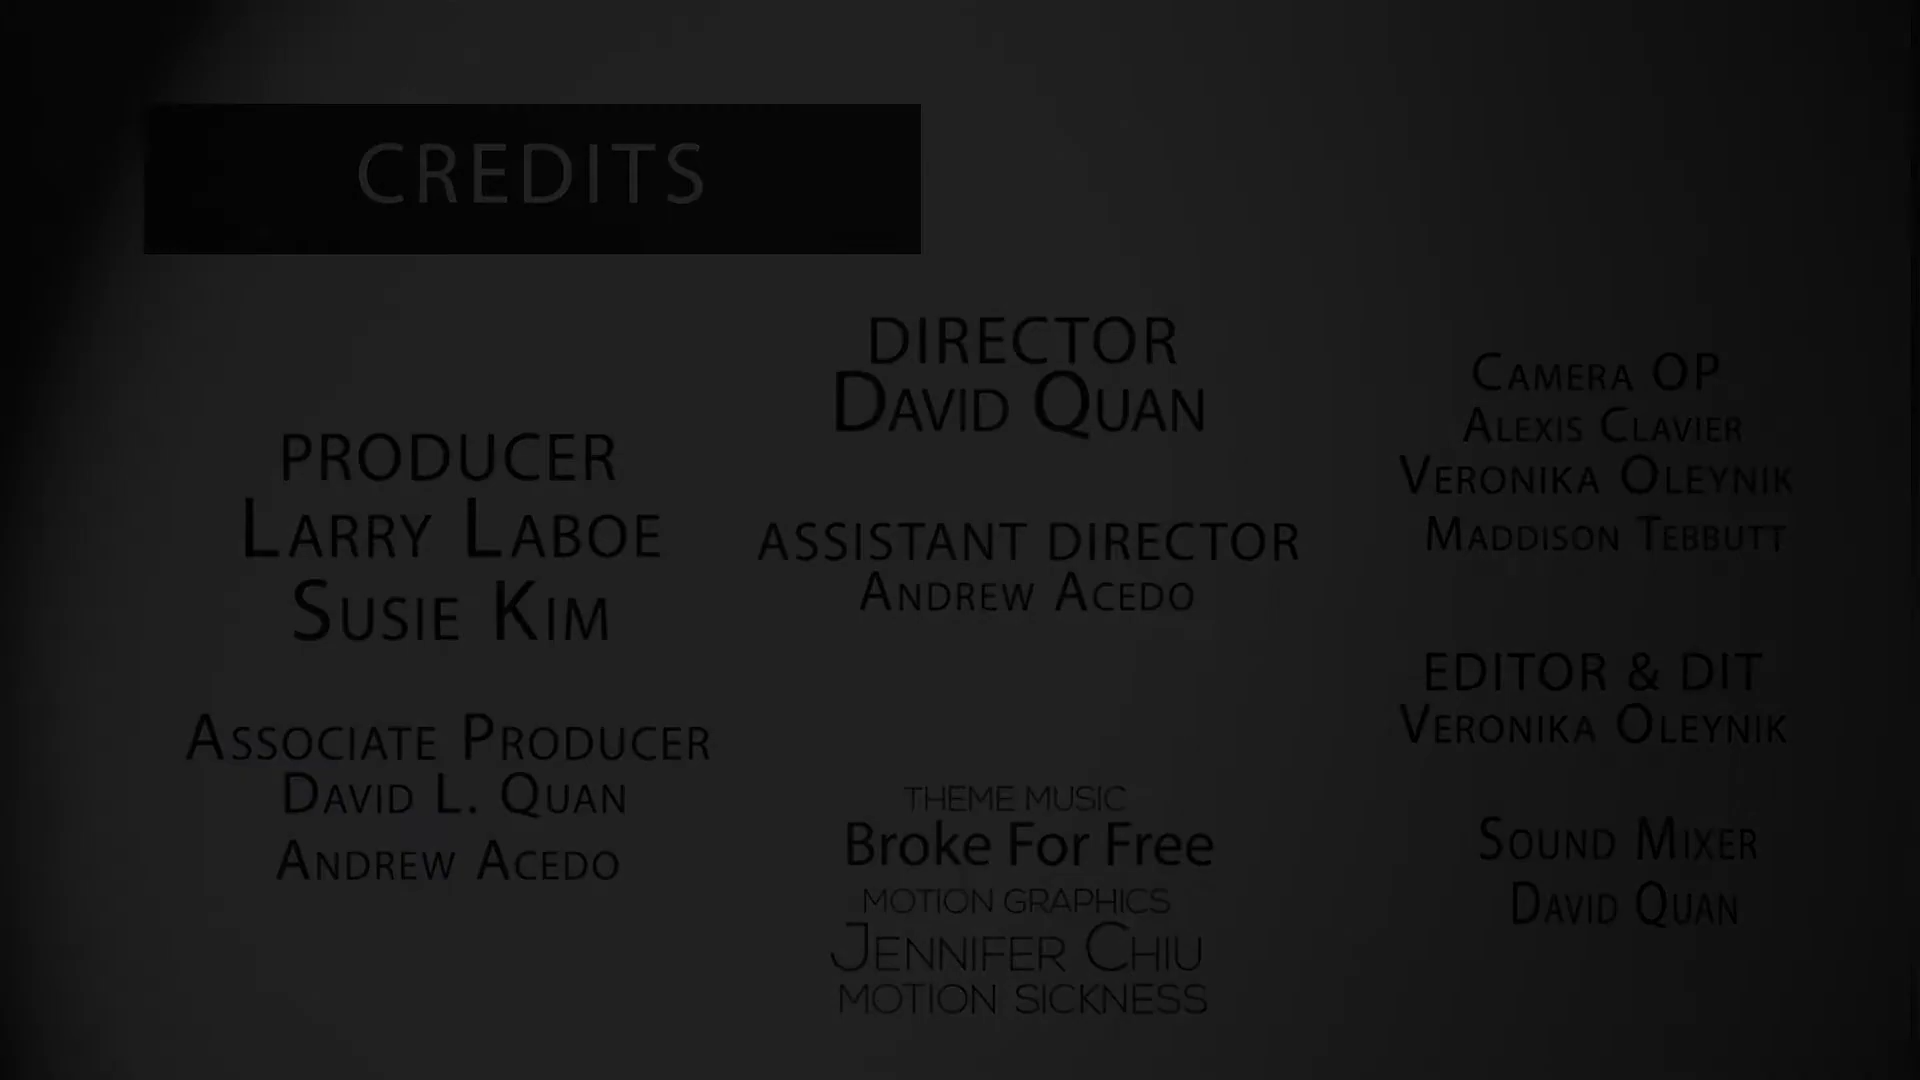 CREDITS
PRODUCER
LARRY LABOE
SUSIE KIM
ASSOCIATE PRODUCER
DAVID L. QUAN
ANDREW ACEDO
DIRECTOR
DAVID QUAN
ASSISTANT DIRECTOR
ANDREW ACEDO
THEME MUSIC
Broke For Free
MOTION GRAPHICS
JENNIFER CHIU
MOTION SICKNESS
CAMERA OP
ALEXIS CLAVIER
VERONIKA OLEYNIK
MADDISON TEBBUTT
EDITOR & DIT
VERONIKA OLEYNIK
SOUND MIXER
DAVID QUAN